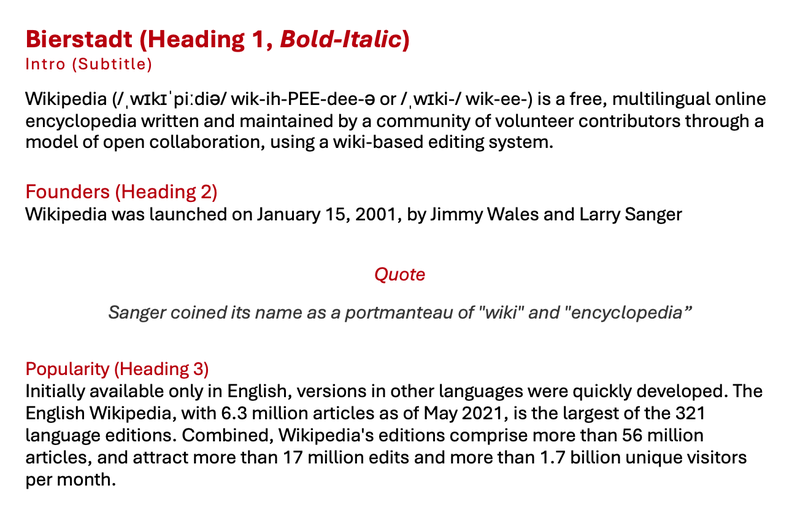 Bierstadt (Heading 1, Bold-Italic)
Intro (Subtitle)
Wikipedia (/ˌwɪkɪˈpiːdiə/ wik-ih-PEE-dee-ə or /ˌwɪki-/ wik-ee-) is a free, multilingual online
encyclopedia written and maintained by a community of volunteer contributors through a
model of open collaboration, using a wiki-based editing system.
Founders (Heading 2)
Wikipedia was launched on January 15, 2001, by Jimmy Wales and Larry Sanger
Quote
Sanger coined its name as a portmanteau of "wiki" and "encyclopedia”
Popularity (Heading 3)
Initially available only in English, versions in other languages were quickly developed. The
English Wikipedia, with 6.3 million articles as of May 2021, is the largest of the 321
language editions. Combined, Wikipedia's editions comprise more than 56 million
articles, and attract more than 17 million edits and more than 1.7 billion unique visitors
per month.